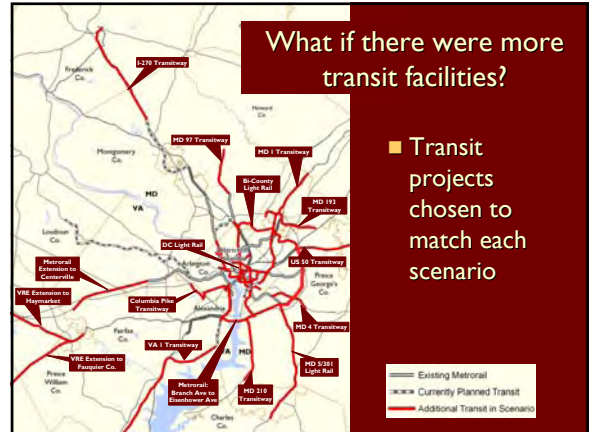 What if there were more
transit facilities?
Transit
projects
chosen to
match each
scenario
Frederick
Co.
I-270 Transitway
Howard
Co.
MD 97 Transitway
MD 1 Transitway
Montgomery
Co.
Bi-County
Light Rail
MD
VA
MD 193
Transitway
Loudoun
Co.
DC Light Rail
District
Arlington
Co.
US 50 Transitway
Metrorail
Extension to
Centerville
Prince
George's
Co.
VRE Extension to
Haymarket
Columbia Pike
Transitway
Alexandria
Fairfax
Co.
MD 4 Transitway
VA 1 Transitway
VA
MD
VRE Extension to
Fauquier Co.
MD 5/301
Light Rail
Prince
William
Co.
Metrorail:
Branch Ave to
Eisenhower Ave
MD 210
Transitway
Charles
Co.
Existing Metrorail
Currently Planned Transit
Additional Transit in Scenario